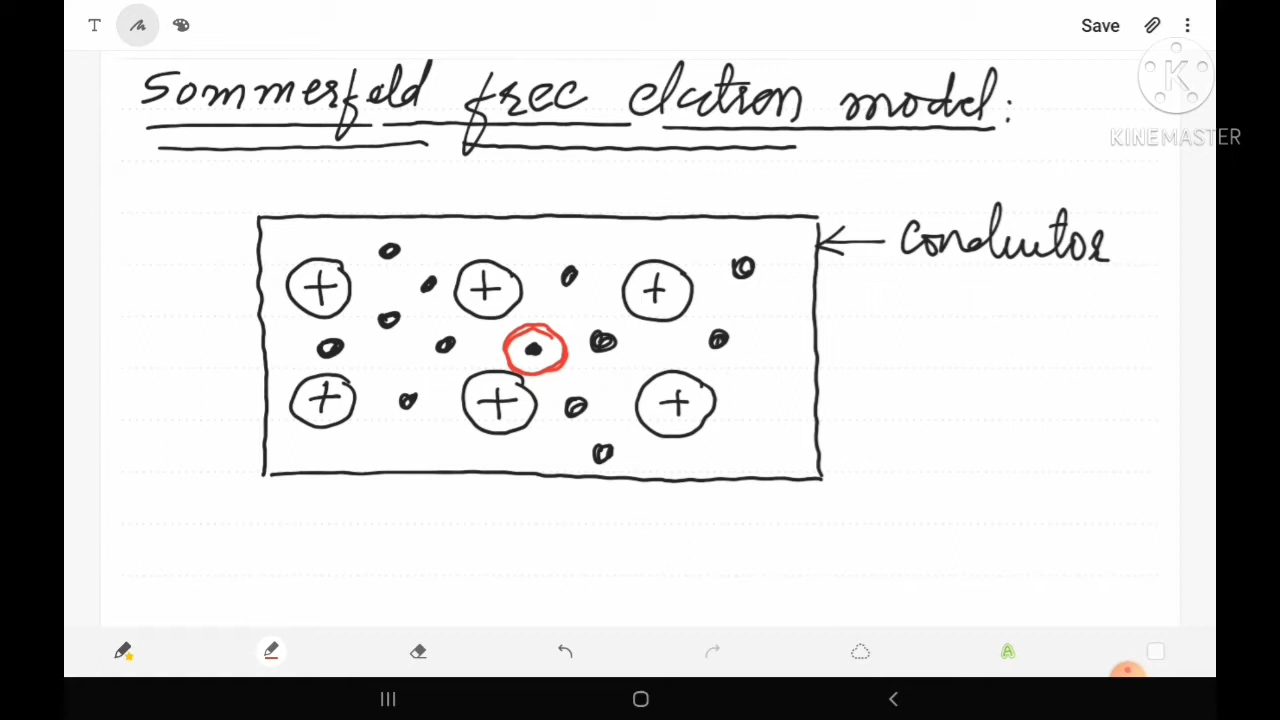 T
Save
K
KINEMASTER
Sommerfeld free electron model:
conductor
+ + +
+ + +
A